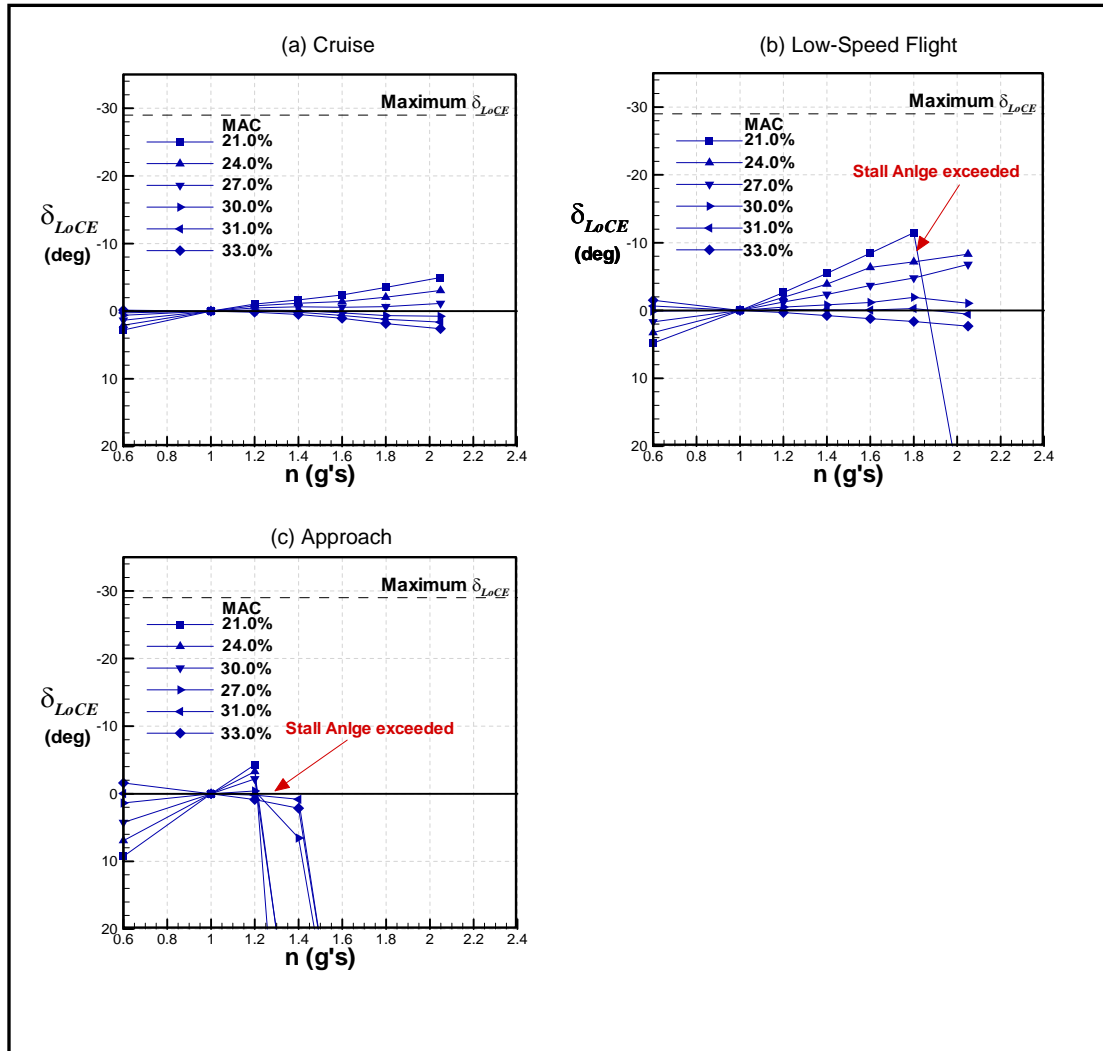 (a) Cruise
Maximum δLoCE
MAC
21.0%
24.0%
27.0%
30.0%
31.0%
33.0%
δLoCE
(deg)
-30
-20
-10
0
10
20
0.6 0.8 1 1.2 1.4 1.6 1.8 2 2.2 2.4
n (g's)
(b) Low-Speed Flight
Maximum δLoCE
MAC
21.0%
24.0%
27.0%
30.0%
31.0%
33.0%
Stall Anlge exceeded
δLoCE
(deg)
-30
-20
-10
0
10
20
0.6 0.8 1 1.2 1.4 1.6 1.8 2 2.2 2.4
n (g's)
(c) Approach
Maximum δLoCE
MAC
21.0%
24.0%
30.0%
27.0%
31.0%
33.0%
Stall Anlge exceeded
δLoCE
(deg)
-30
-20
-10
0
10
20
0.6 0.8 1 1.2 1.4 1.6 1.8 2 2.2 2.4
n (g's)